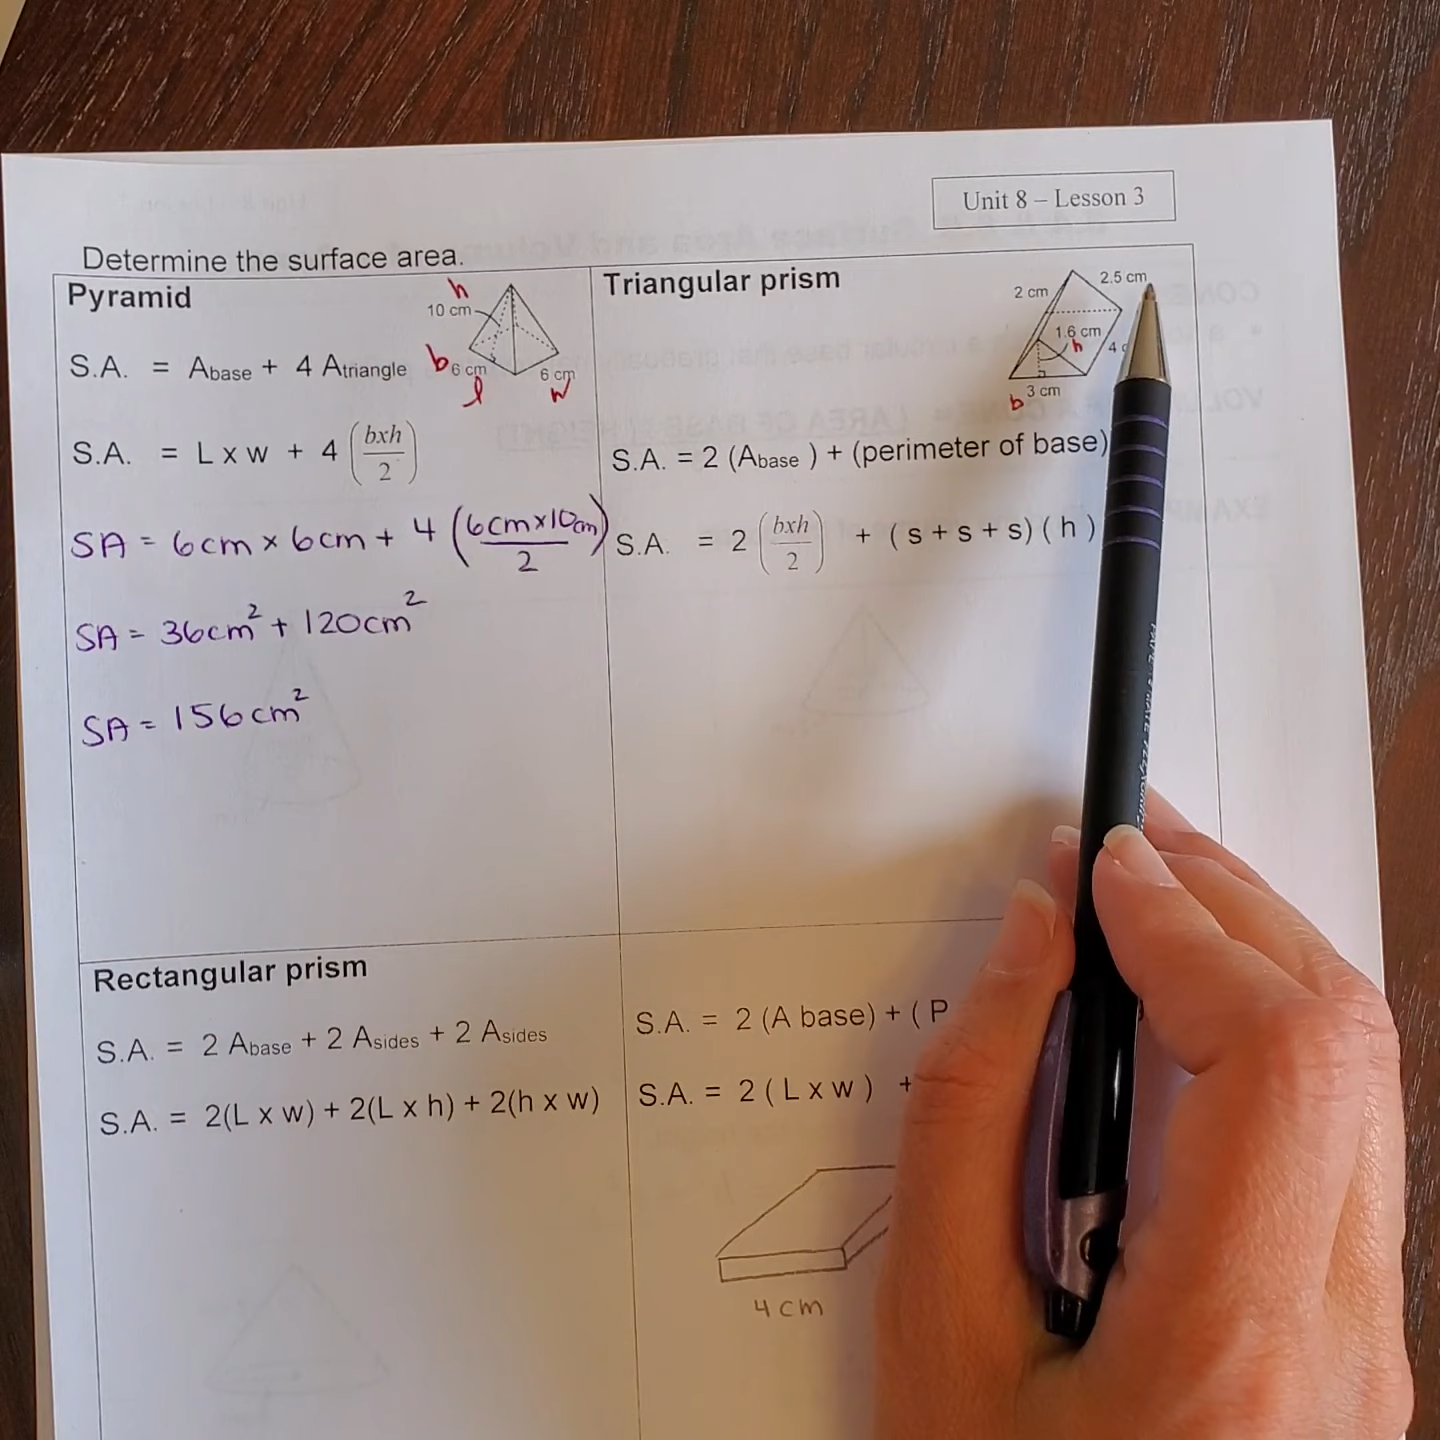 Unit 8 – Lesson 3
Determine the surface area.
Pyramid
h
10 cm
b
6 cm
6 cm
l
w
S.A. = Abase + 4 Atriangle
S.A. = L x w + 4 (bxh/2)
SA = 6cm × 6cm + 4 (6cm×10cm/2)
SA = 36cm² + 120cm²
SA = 156cm²
Triangular prism
2 cm
2.5 cm
1.6 cm
h
4
b
3 cm
S.A. = 2 (Abase ) + (perimeter of base)
S.A. = 2 (bxh/2) + ( s + s + s) ( h )
Rectangular prism
S.A. = 2 Abase + 2 Asides + 2 Asides
S.A. = 2(L x w) + 2(L x h) + 2(h x w)
S.A. = 2 (A base) + ( P
S.A. = 2 ( L x w ) +
4 cm